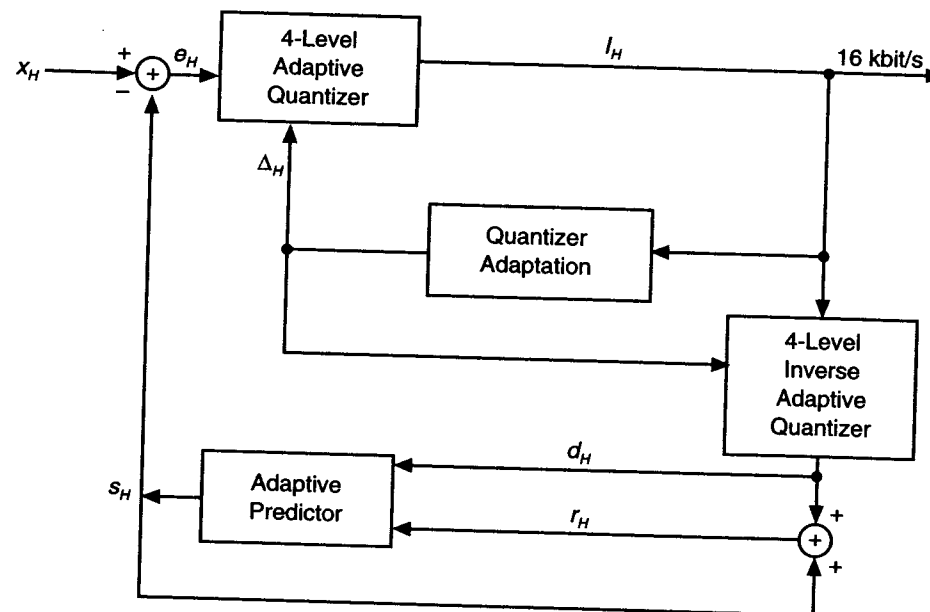 +
x_H
+
e_H
−
4-Level
Adaptive
Quantizer
I_H
16 kbit/s
Δ_H
Quantizer
Adaptation
4-Level
Inverse
Adaptive
Quantizer
d_H
Adaptive
Predictor
s_H
r_H
+
+
+